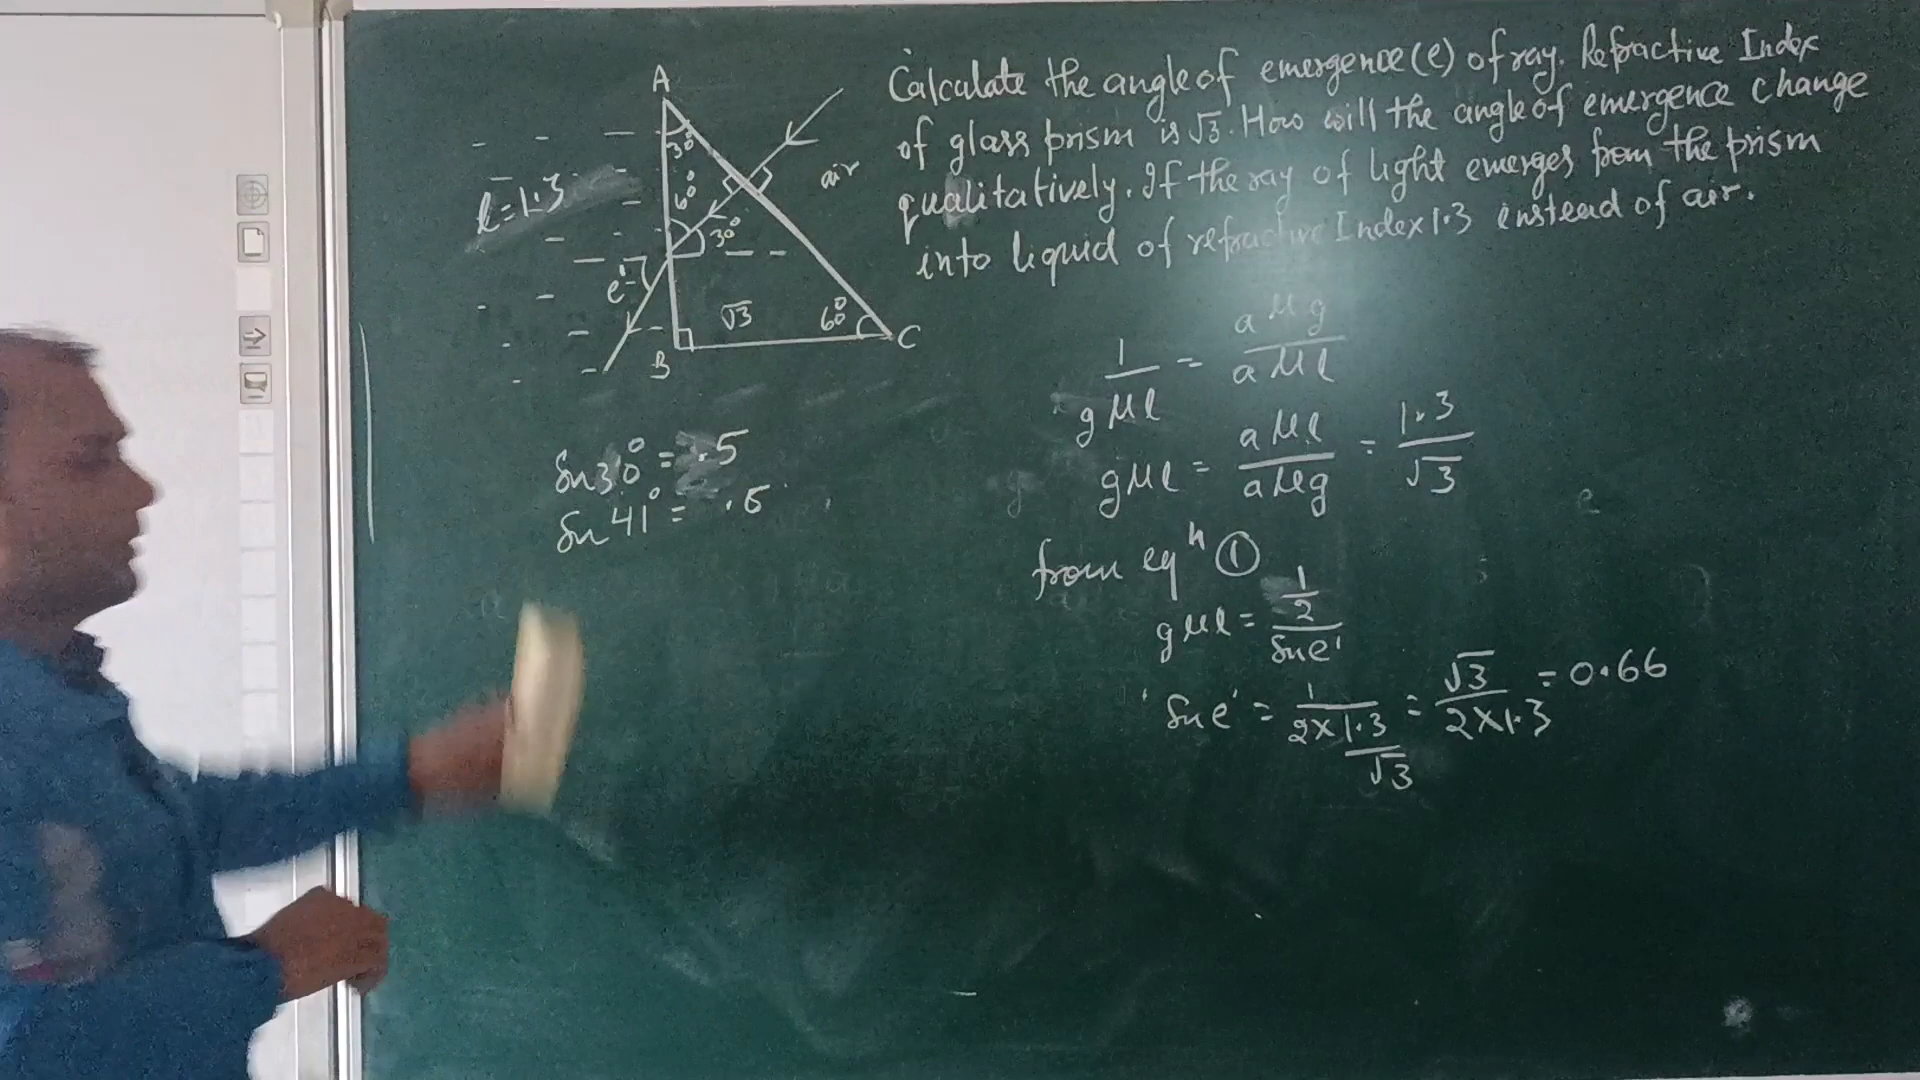 Calculate the angle of emergence (e) of ray. Refractive Index
of glass prism is √3. How will the angle of emergence change
qualitatively. If the ray of light emerges from the prism
into liquid of refractive Index 1.3 instead of air.
A
30°
air
l=1.3
60°
30°
e'
√3
60°
B
C
1/gμl = aμg/aμl
gμl = aμl/aμg = 1.3/√3
Sin30° = .5
Sin 41° =
from eqⁿ ①
gμl = 1/2 / Sin e'
Sin e' = 1/(2×1.3/√3) = √3/(2×1.3) = 0.66